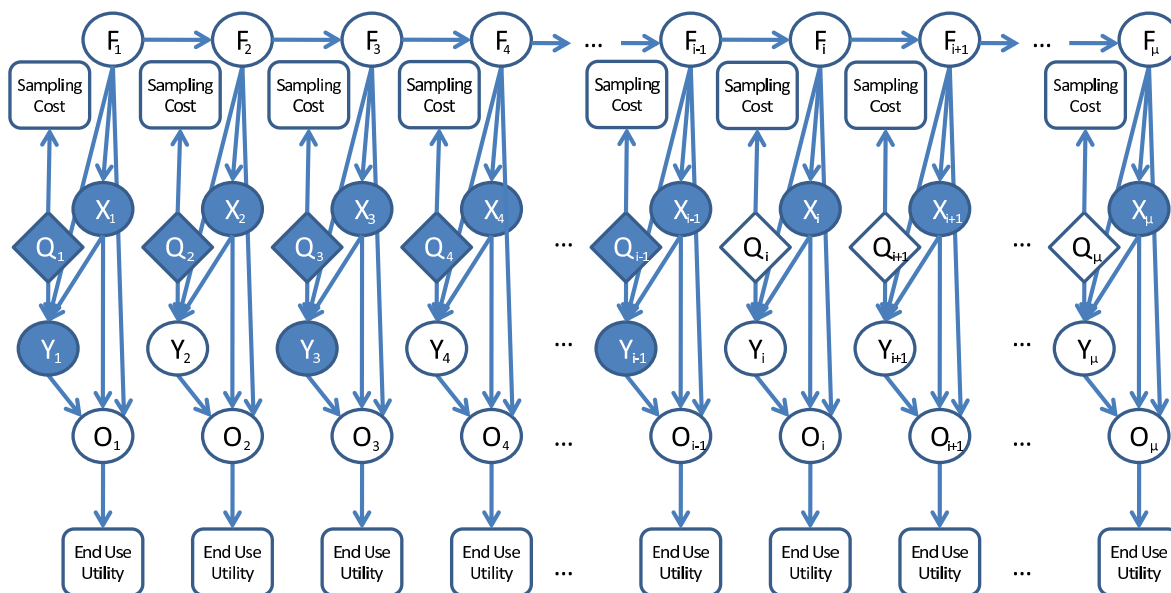 F1 F2 F3 F4 ... Fi-1 Fi Fi+1 ... Fμ
Sampling Cost Sampling Cost Sampling Cost Sampling Cost Sampling Cost Sampling Cost Sampling Cost Sampling Cost
X1 X2 X3 X4 Xi-1 Xi Xi+1 Xμ
Q1 Q2 Q3 Q4 ... Qi-1 Qi Qi+1 ... Qμ
Y1 Y2 Y3 Y4 ... Yi-1 Yi Yi+1 ... Yμ
O1 O2 O3 O4 ... Oi-1 Oi Oi+1 ... Oμ
End Use Utility End Use Utility End Use Utility End Use Utility ... End Use Utility End Use Utility End Use Utility ... End Use Utility